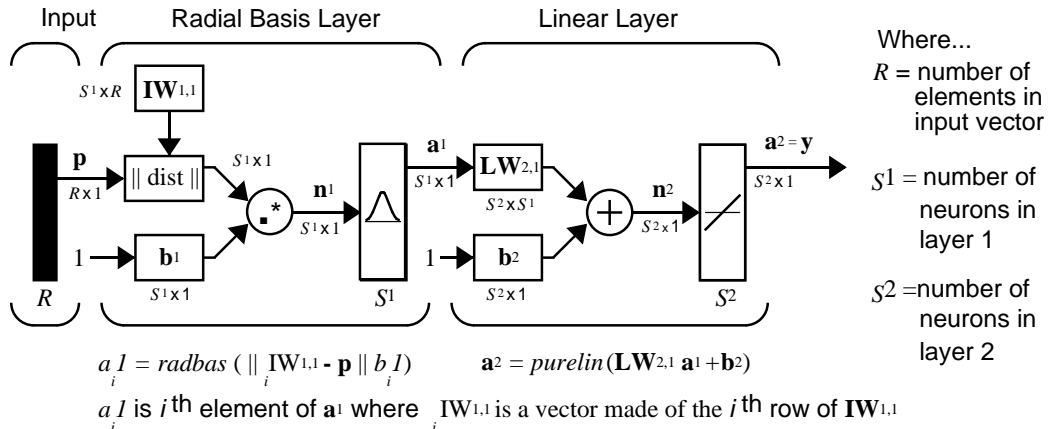 Input
Radial Basis Layer
Linear Layer
Where...
R = number of
elements in
input vector
S1 = number of
neurons in
layer 1
S2 =number of
neurons in
layer 2
S1 x R
IW1,1
p
R x 1
|| dist ||
S1 x 1
1
b1
S1 x 1
.*
n1
S1 x 1
a1
S1 x 1
LW2,1
S2 x S1
1
b2
S2 x 1
+
n2
S2 x 1
a2 = y
S2 x 1
R
S1
S2
ai1 = radbas ( || iIW1,1 - p || bi1)
a2 = purelin(LW2,1 a1 +b2)
ai1 is i th element of a1 where iIW1,1 is a vector made of the i th row of IW1,1